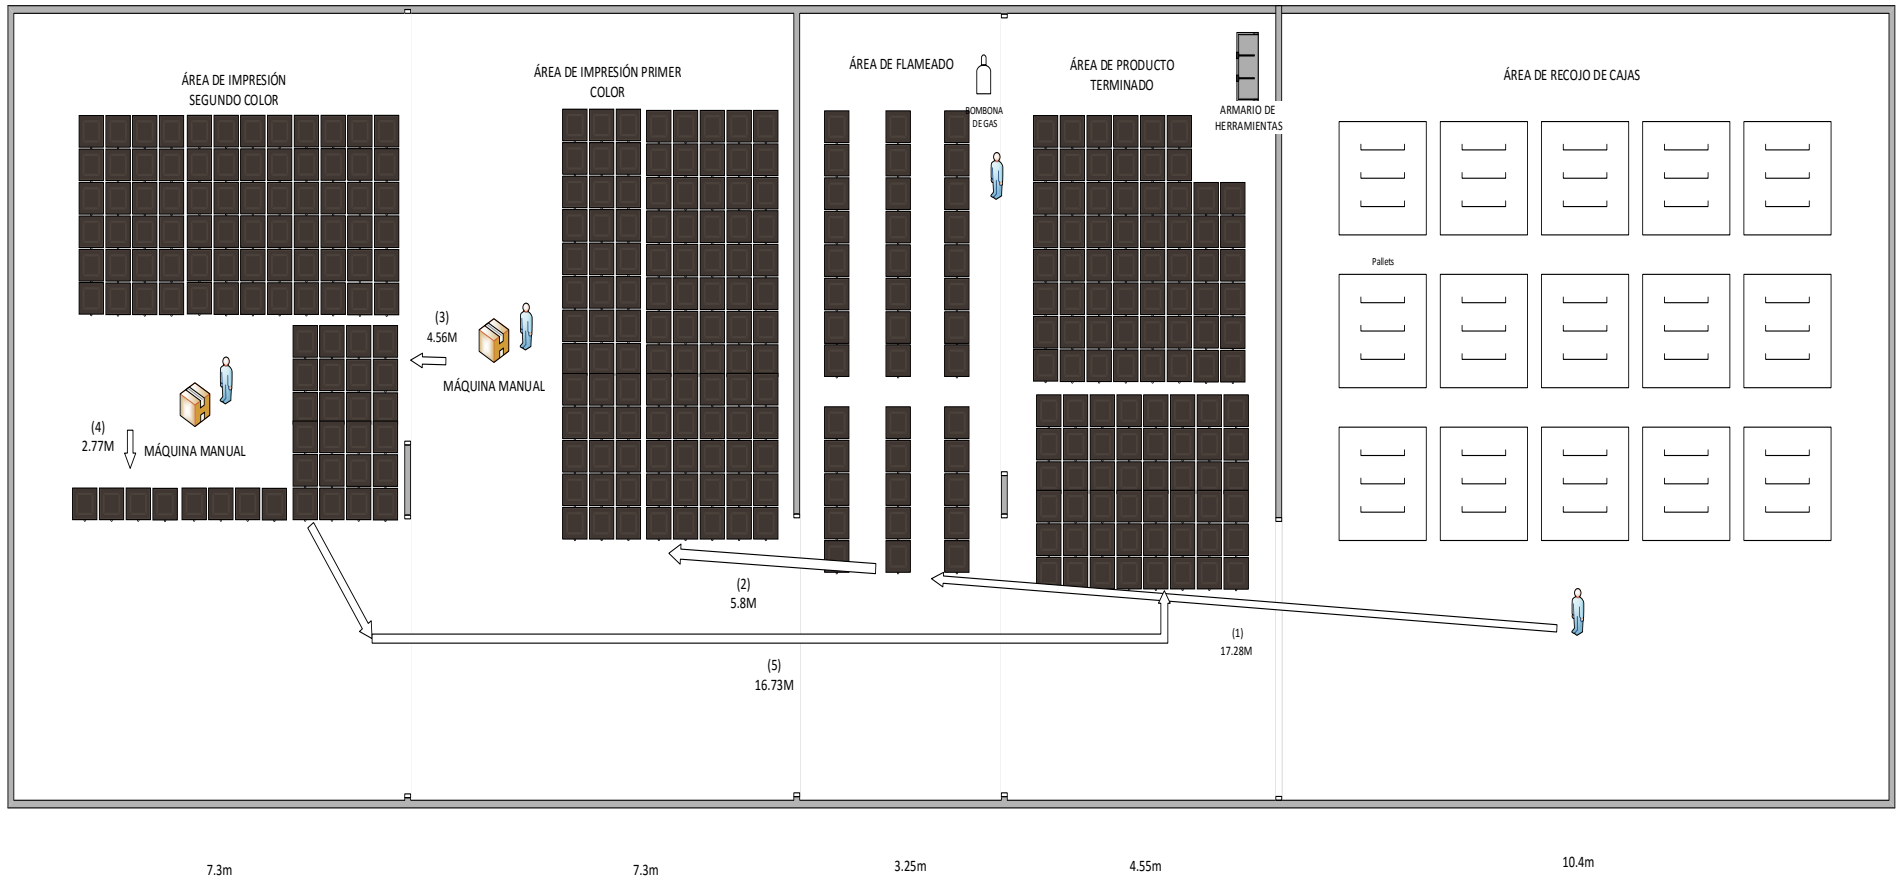 ÁREA DE IMPRESIÓN
SEGUNDO COLOR
ÁREA DE IMPRESIÓN PRIMER
COLOR
ÁREA DE FLAMEADO
BOMBONA
DE GAS
ÁREA DE PRODUCTO
TERMINADO
ARMARIO DE
HERRAMIENTAS
ÁREA DE RECOJO DE CAJAS
Pallets
(3)
4.56M
MÁQUINA MANUAL
(4)
2.77M
MÁQUINA MANUAL
(2)
5.8M
(1)
17.28M
(5)
16.73M
7.3m
7.3m
3.25m
4.55m
10.4m